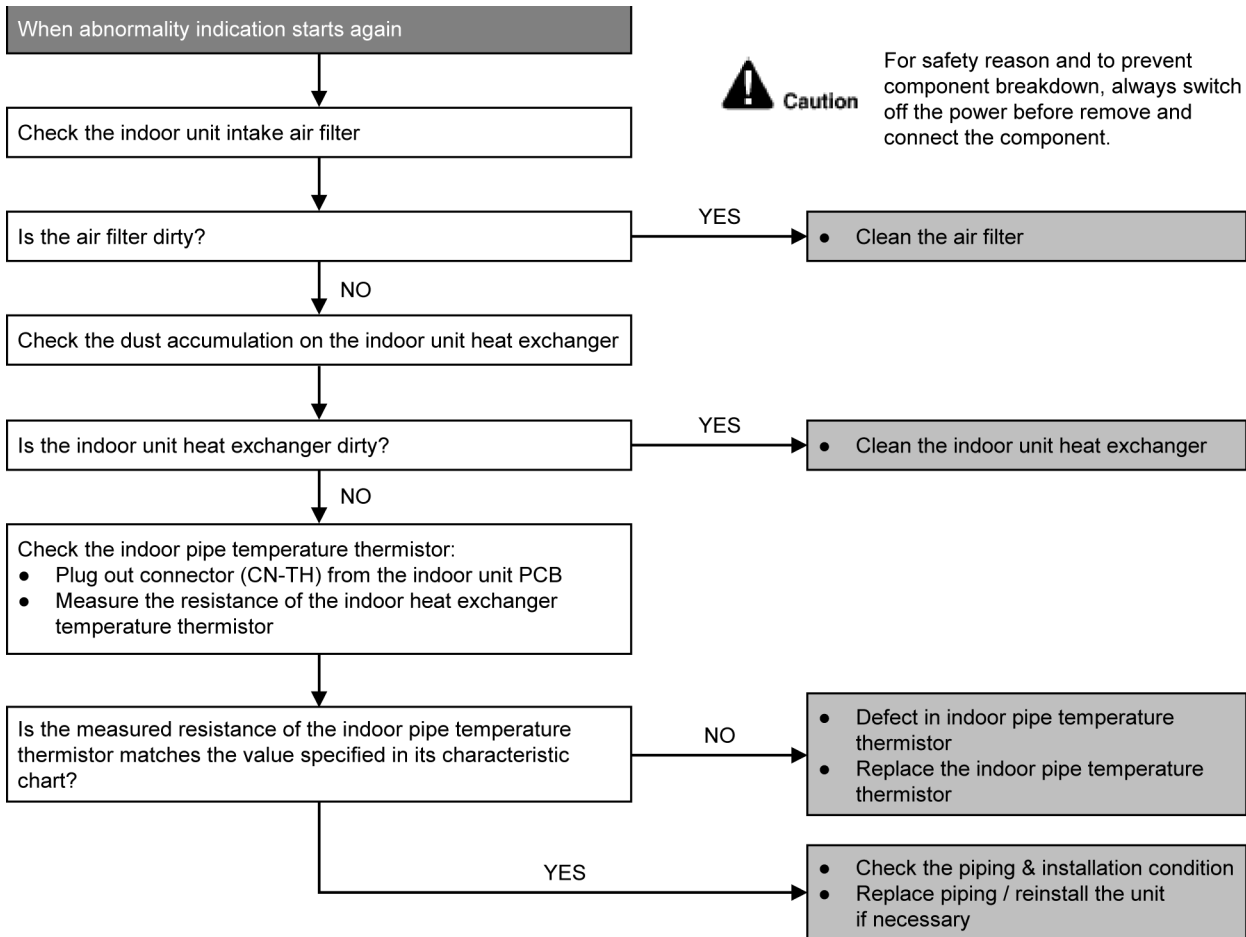 When abnormality indication starts again
Caution
For safety reason and to prevent
component breakdown, always switch
off the power before remove and
connect the component.
Check the indoor unit intake air filter
Is the air filter dirty?
YES
● Clean the air filter
NO
Check the dust accumulation on the indoor unit heat exchanger
Is the indoor unit heat exchanger dirty?
YES
● Clean the indoor unit heat exchanger
NO
Check the indoor pipe temperature thermistor:
● Plug out connector (CN-TH) from the indoor unit PCB
● Measure the resistance of the indoor heat exchanger
temperature thermistor
Is the measured resistance of the indoor pipe temperature
thermistor matches the value specified in its characteristic
chart?
NO
● Defect in indoor pipe temperature
thermistor
● Replace the indoor pipe temperature
thermistor
YES
● Check the piping & installation condition
● Replace piping / reinstall the unit
if necessary